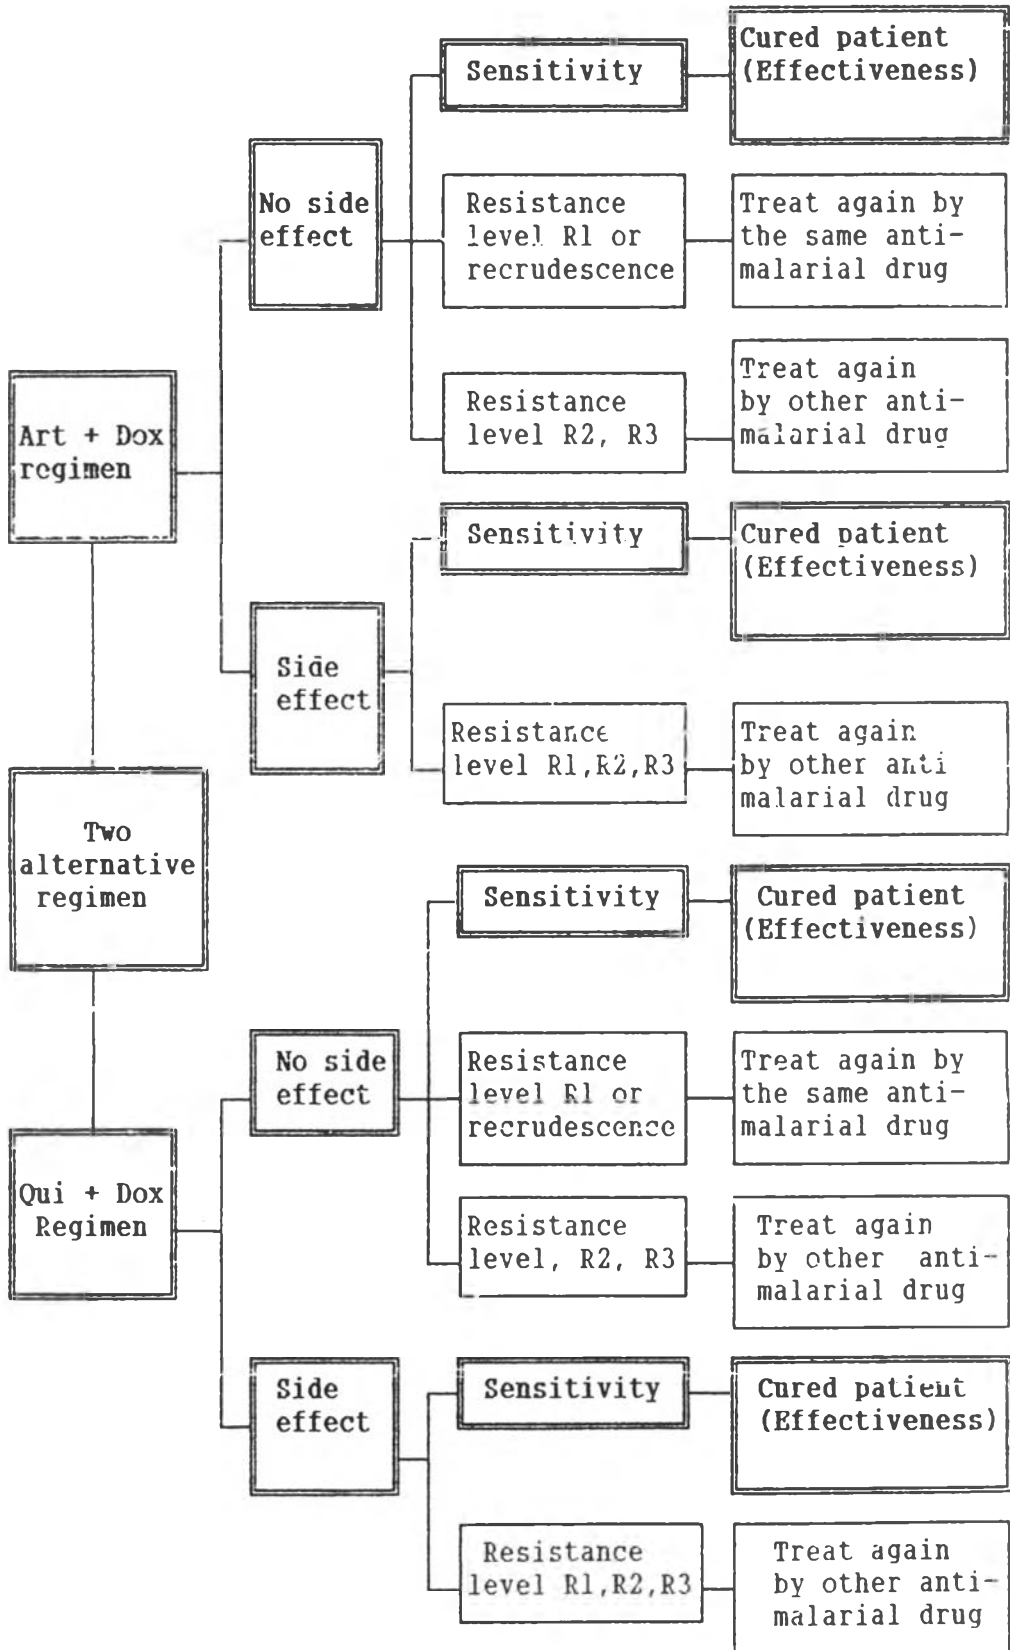 Sensitivity
Cured patient
(Effectiveness)
No side
effect
Resistance
level R1 or
recrudescence
Treat again by
the same anti-
malarial drug
Resistance
level R2, R3
Treat again
by other anti-
malarial drug
Art + Dox
regimen
Sensitivity
Cured patient
(Effectiveness)
Side
effect
Resistance
level R1,R2,R3
Treat again
by other anti
malarial drug
Two
alternative
regimen
Sensitivity
Cured patient
(Effectiveness)
No side
effect
Resistance
level R1 or
recrudescence
Treat again by
the same anti-
malarial drug
Qui + Dox
Regimen
Resistance
level, R2, R3
Treat again
by other anti-
malarial drug
Side
effect
Sensitivity
Cured patient
(Effectiveness)
Resistance
level R1,R2,R3
Treat again
by other anti-
malarial drug